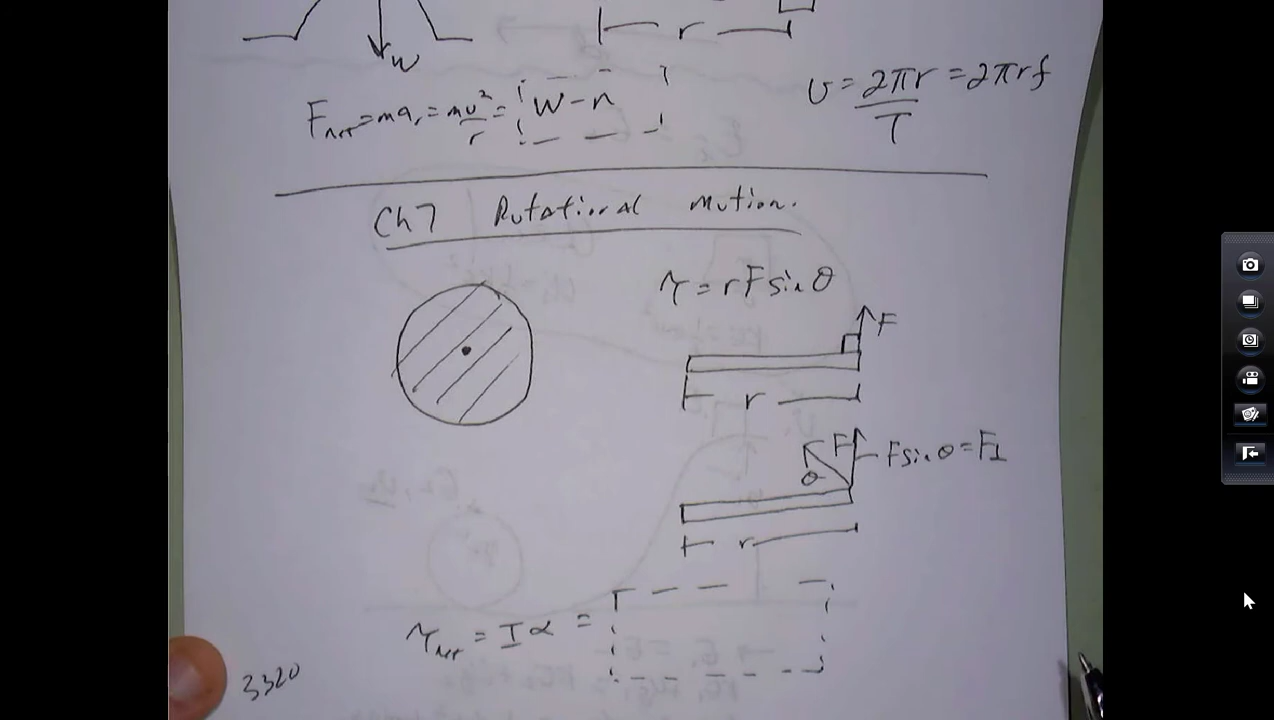 w
r
F_net = ma_r = mv²/r = w - n
v = 2πr/T = 2πrf
Ch 7 Rotational Motion.
τ = rF sin θ
F
r
F
θ
F sin θ = F⊥
r
τ_net = Iα =
3320